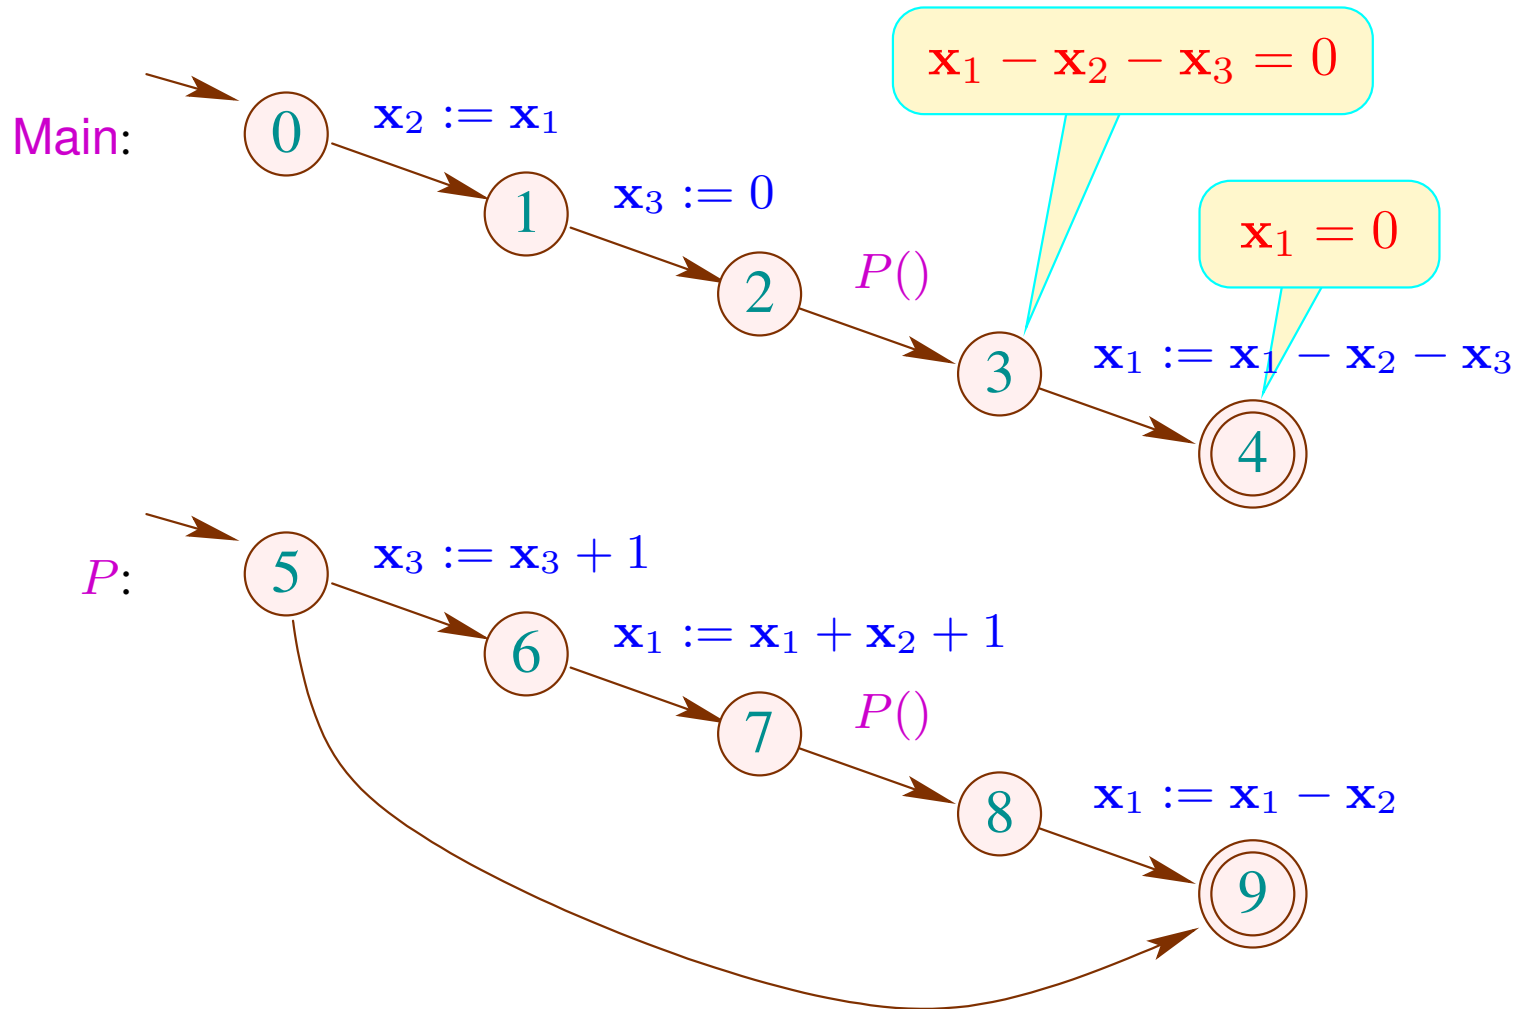 x₁ − x₂ − x₃ = 0
Main:
0
x₂ := x₁
1
x₃ := 0
x₁ = 0
2
P()
3
x₁ := x₁ − x₂ − x₃
4
P:
5
x₃ := x₃ + 1
6
x₁ := x₁ + x₂ + 1
7
P()
8
x₁ := x₁ − x₂
9